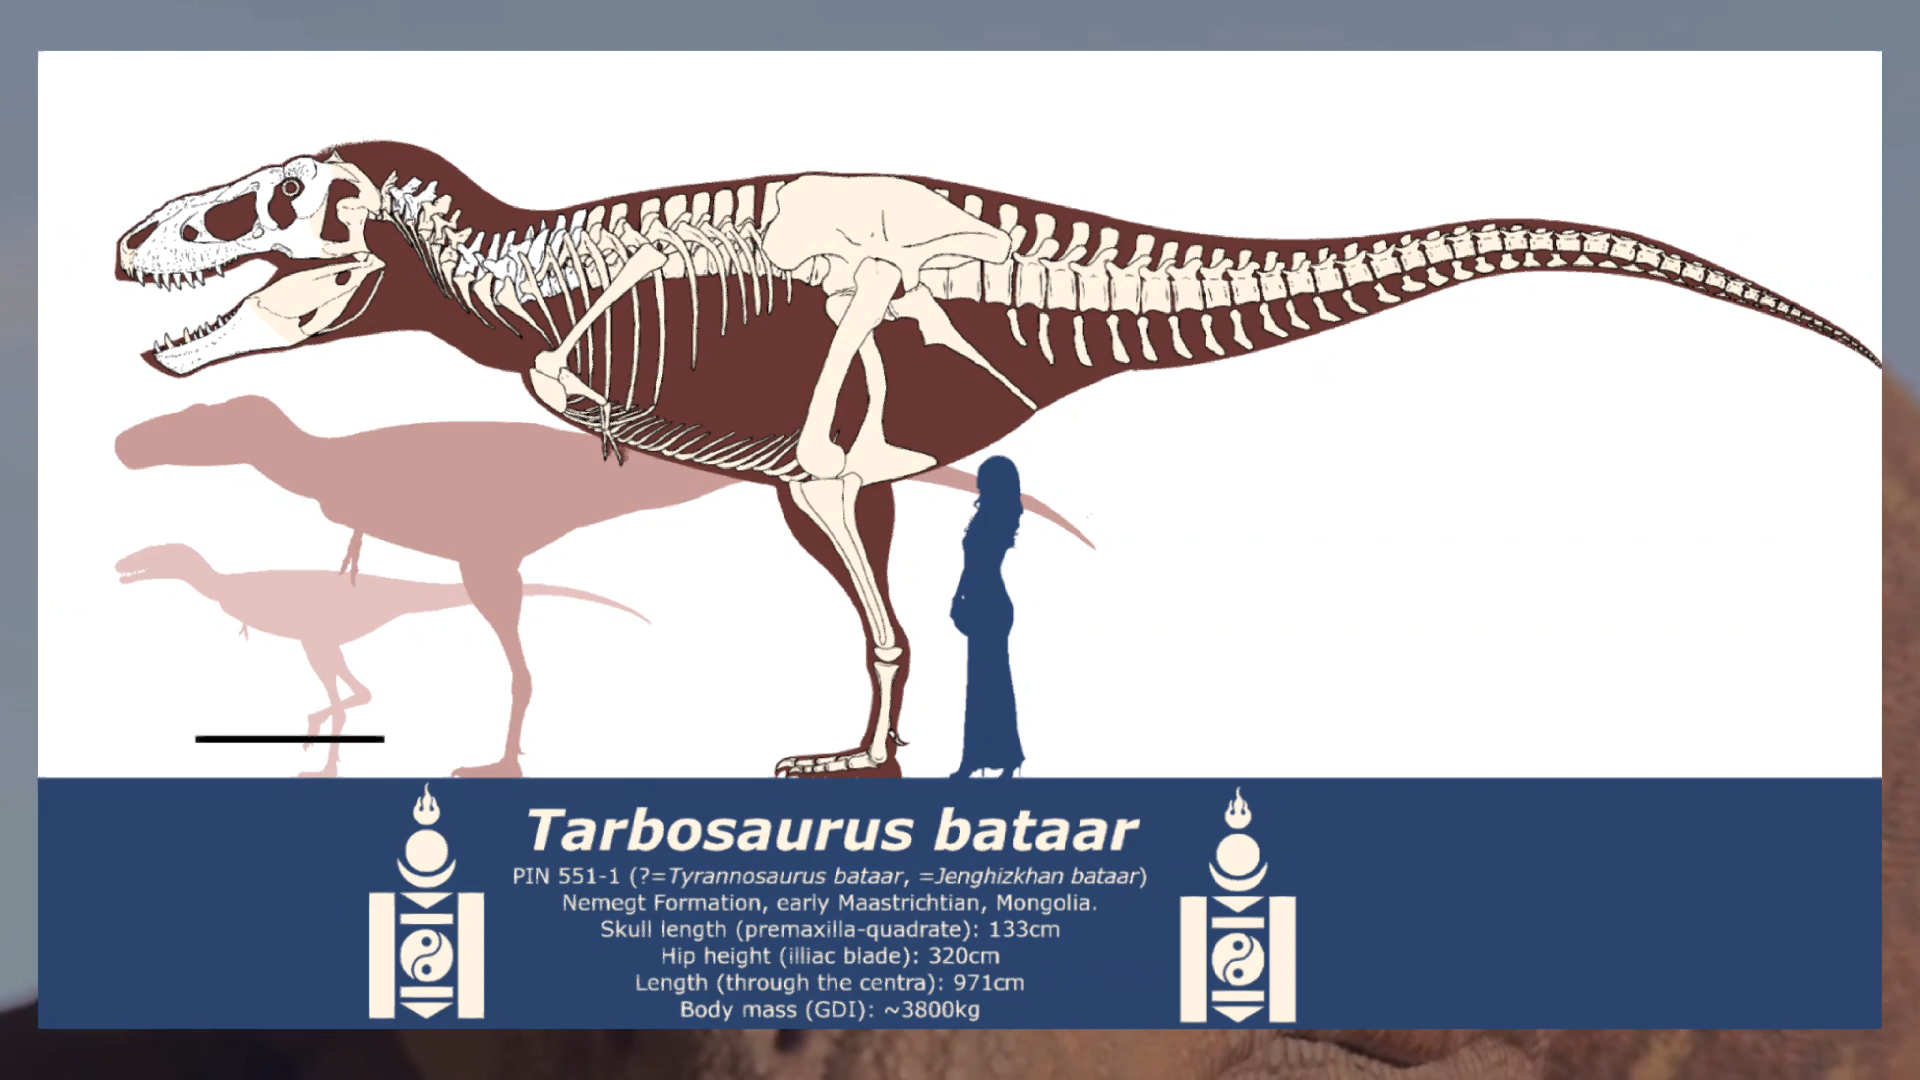 Tarbosaurus bataar
PIN 551-1 (?=Tyrannosaurus bataar, =Jenghizkhan bataar)
Nemegt Formation, early Maastrichtian, Mongolia.
Skull length (premaxilla-quadrate): 133cm
Hip height (illiac blade): 320cm
Length (through the centra): 971cm
Body mass (GDI): ~3800kg